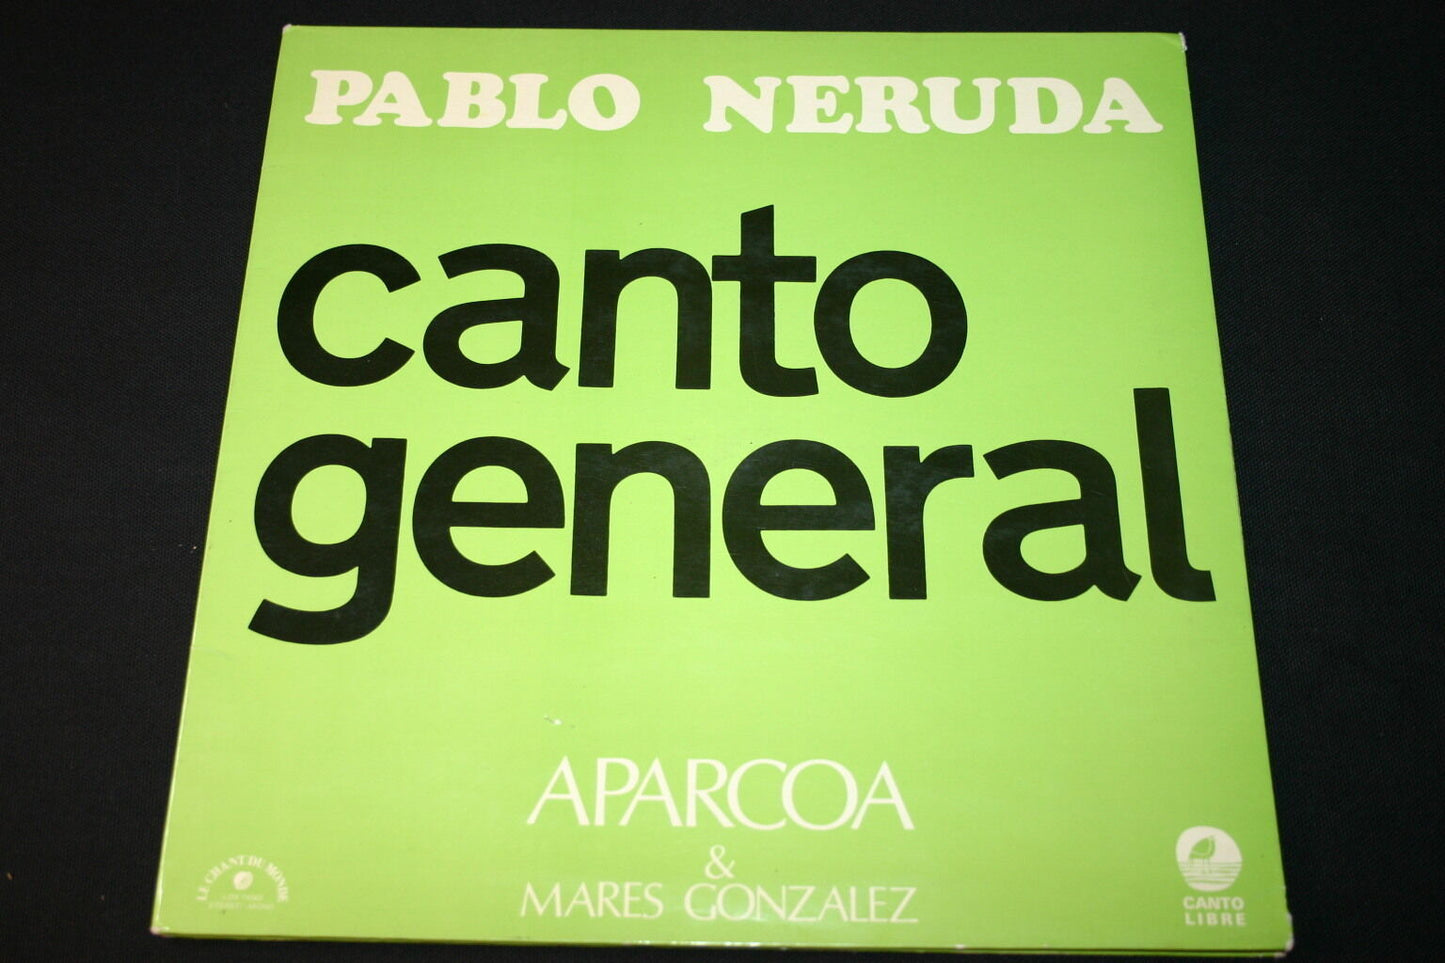 PABLO NERUDA
canto
general
APARCOA
&
MARES GONZALEZ
LE CHANT DU MONDE
CANTO
LIBRE